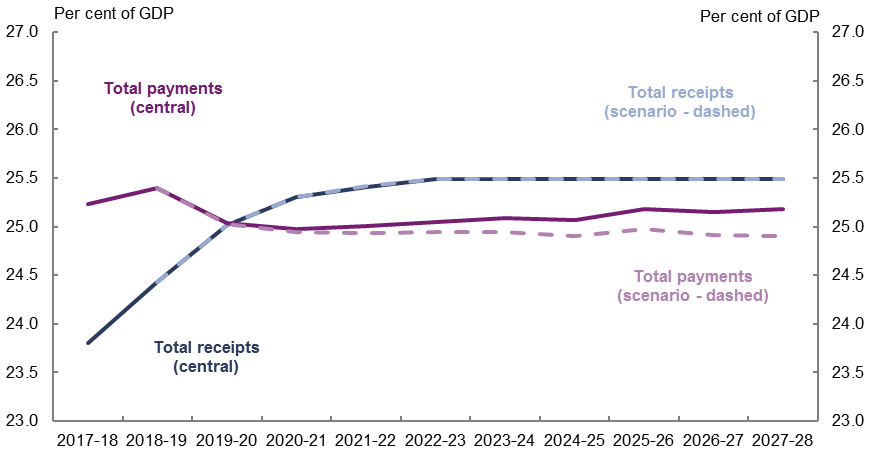 Per cent of GDP
Per cent of GDP
27.0
27.0
26.5
26.5
Total payments
(central)
Total receipts
(scenario - dashed)
26.0
26.0
25.5
25.5
25.0
25.0
24.5
24.5
Total payments
(scenario - dashed)
24.0
24.0
Total receipts
(central)
23.5
23.5
23.0
23.0
2017-18 2018-19 2019-20 2020-21 2021-22 2022-23 2023-24 2024-25 2025-26 2026-27 2027-28